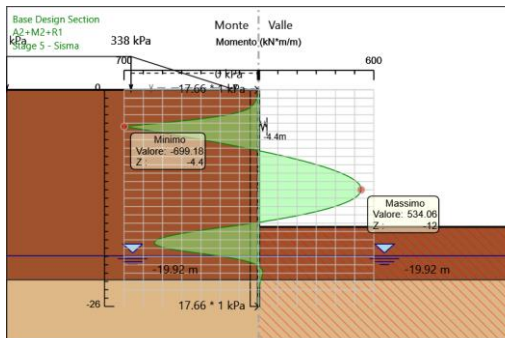 Base Design Section
A2+M2+R1
Stage 5 - Sisma
Monte Valle
kPa
338 kPa
Momento (kN*m/m)
700
600
0 kPa
0
17.66 * 1 kPa
-4.4m
Minimo
Valore: -699.18
Z : -4.4
Massimo
Valore: 534.06
Z : -12
-19.92 m
-19.92 m
-26
17.66 * 1 kPa